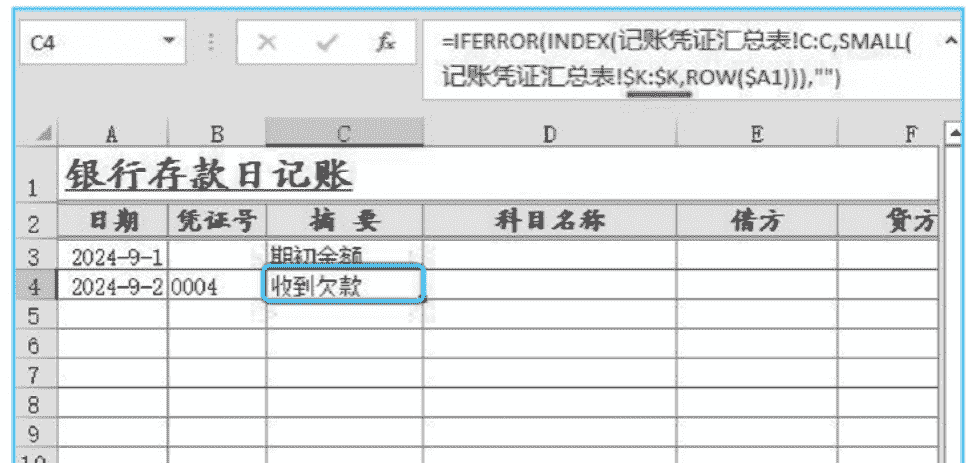 C4 fx =IFERROR(INDEX(记账凭证汇总表!C:C,SMALL(
记账凭证汇总表!$K:$K,ROW($A1))),"")
A B C D E F
1 银行存款日记账
2 日期 凭证号 摘 要 科目名称 借方 贷方
3 2024-9-1 期初金额
4 2024-9-2 0004 收到欠款
5
6
7
8
9
10